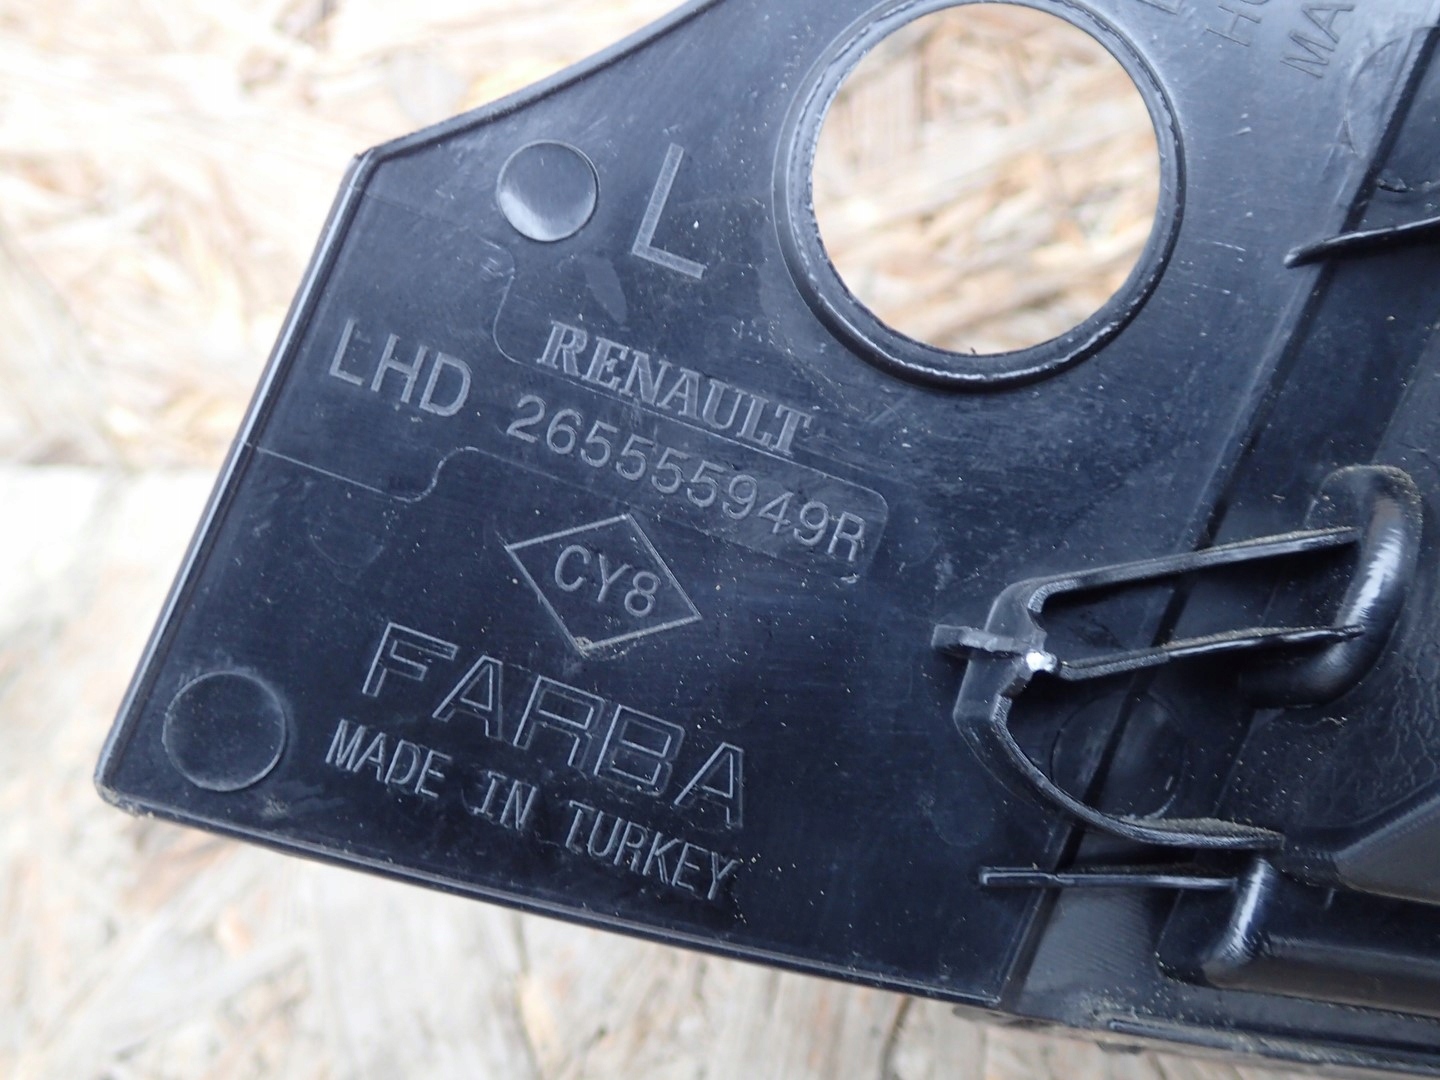 L
RENAULT
LHD 265555949R
CY8
FARBA
MADE IN TURKEY